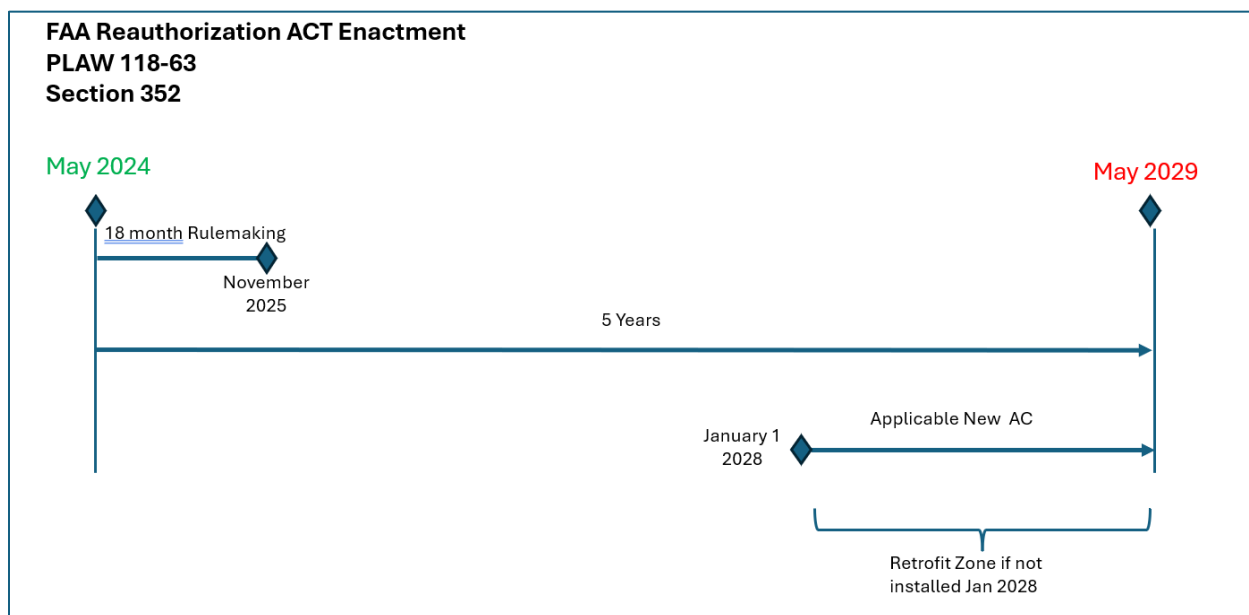 FAA Reauthorization ACT Enactment
PLAW 118-63
Section 352
May 2024
May 2029
18 month Rulemaking
November
2025
5 Years
Applicable New  AC
January 1
2028
Retrofit Zone if not
installed Jan 2028